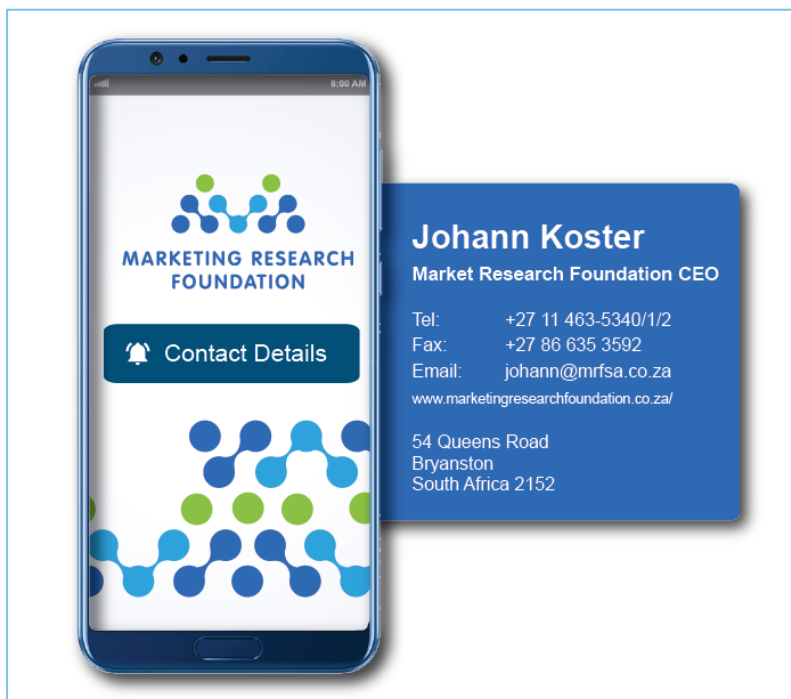 8:00 AM
MARKETING RESEARCH
FOUNDATION
Contact Details
Johann Koster
Market Research Foundation CEO
Tel: +27 11 463-5340/1/2
Fax: +27 86 635 3592
Email: johann@mrfsa.co.za
www.marketingresearchfoundation.co.za/
54 Queens Road
Bryanston
South Africa 2152